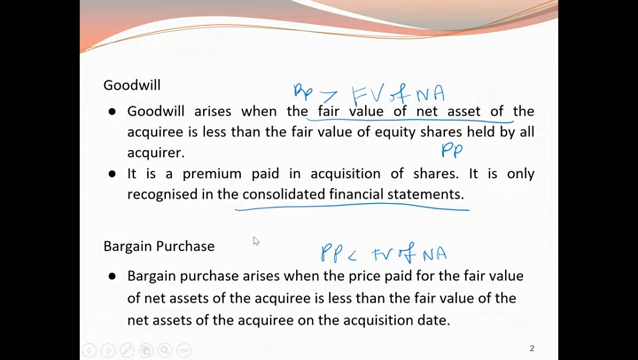 Goodwill
PP > FV of NA
• Goodwill arises when the fair value of net asset of the
acquiree is less than the fair value of equity shares held by all
acquirer.
PP
• It is a premium paid in acquisition of shares. It is only
recognised in the consolidated financial statements.
Bargain Purchase
PP < FV of NA
• Bargain purchase arises when the price paid for the fair value
of net assets of the acquiree is less than the fair value of the
net assets of the acquiree on the acquisition date.
2